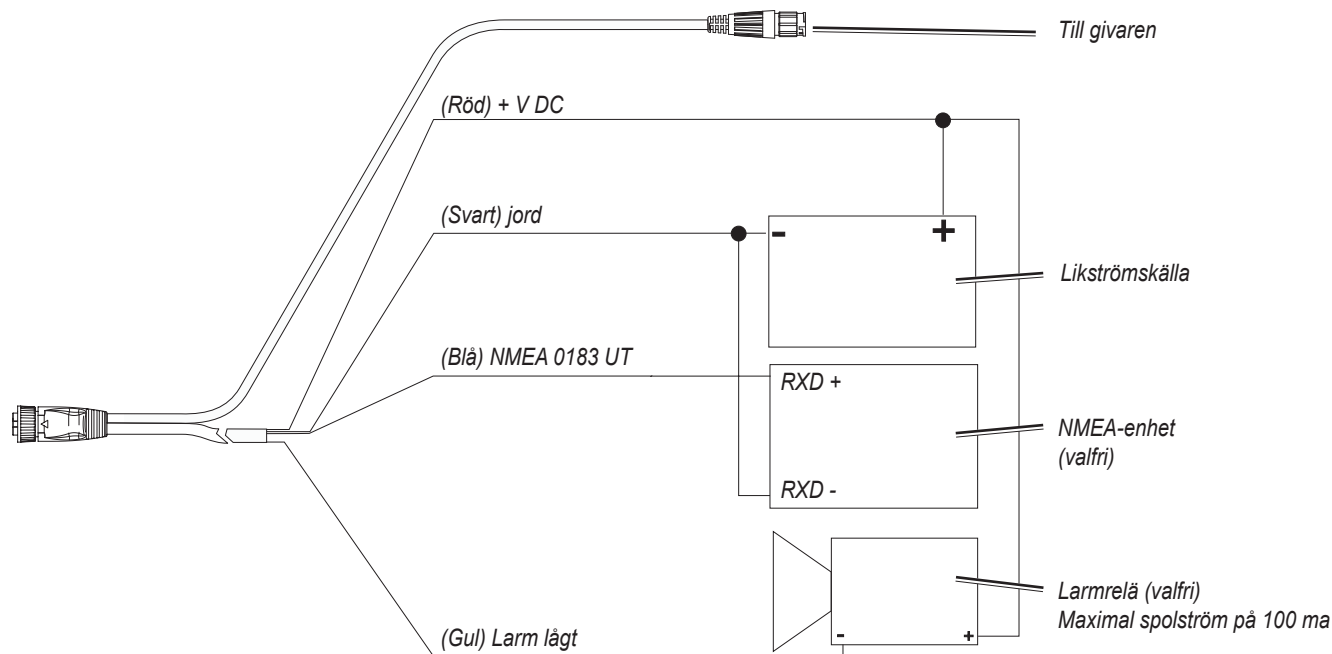 Till givaren
(Röd) + V DC
(Svart) jord
- +
Likströmskälla
(Blå) NMEA 0183 UT
RXD +
NMEA-enhet
(valfri)
RXD -
Larmrelä (valfri)
Maximal spolström på 100 ma
(Gul) Larm lågt
- +